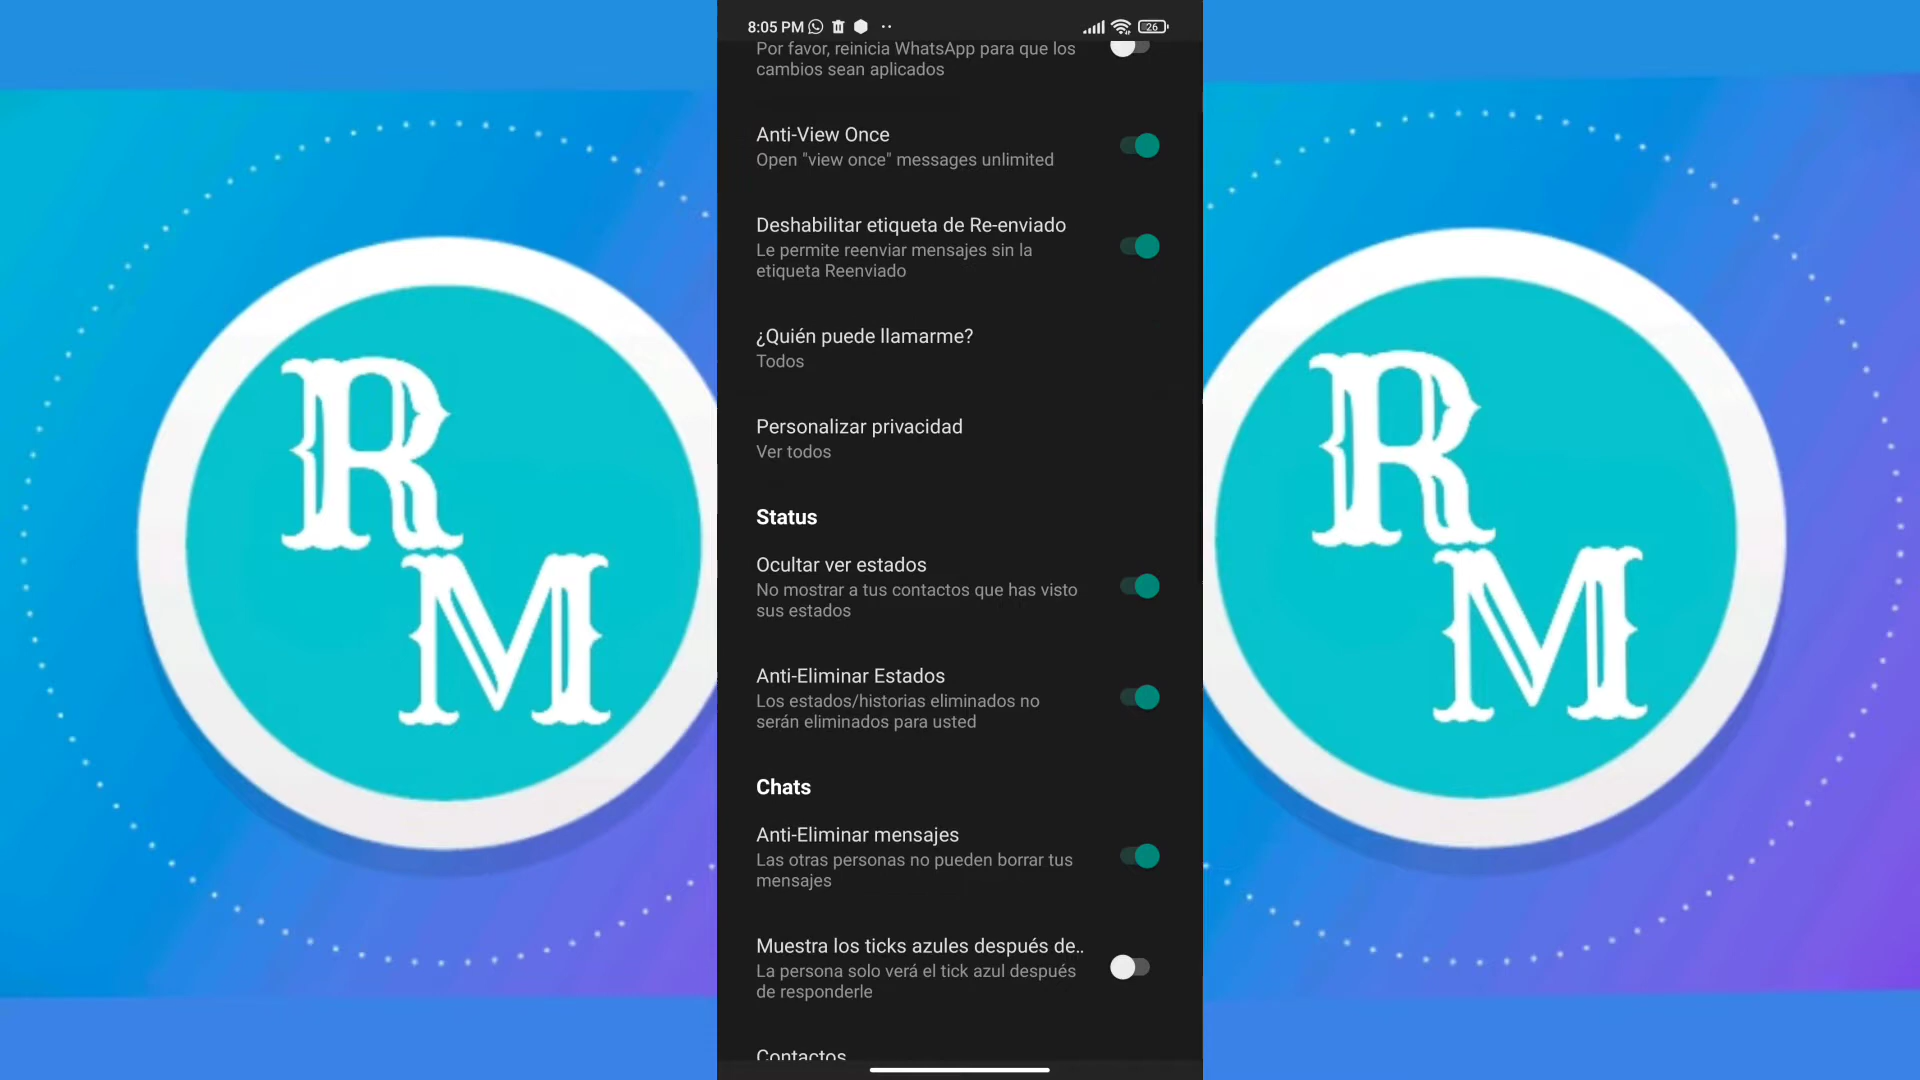 8:05 PM
26
Por favor, reinicia WhatsApp para que los
cambios sean aplicados
Anti-View Once
Open "view once" messages unlimited
Deshabilitar etiqueta de Re-enviado
Le permite reenviar mensajes sin la
etiqueta Reenviado
¿Quién puede llamarme?
Todos
Personalizar privacidad
Ver todos
Status
Ocultar ver estados
No mostrar a tus contactos que has visto
sus estados
Anti-Eliminar Estados
Los estados/historias eliminados no
serán eliminados para usted
Chats
Anti-Eliminar mensajes
Las otras personas no pueden borrar tus
mensajes
Muestra los ticks azules después de..
La persona solo verá el tick azul después
de responderle
Contactos
R
M
R
M